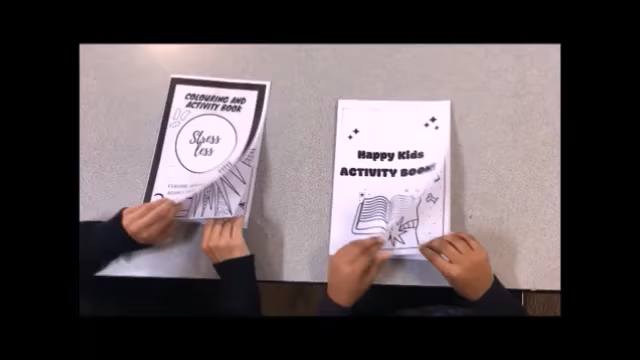 COLOURING AND
ACTIVITY BOOK
Stress
less
Happy Kids
ACTIVITY BOOK